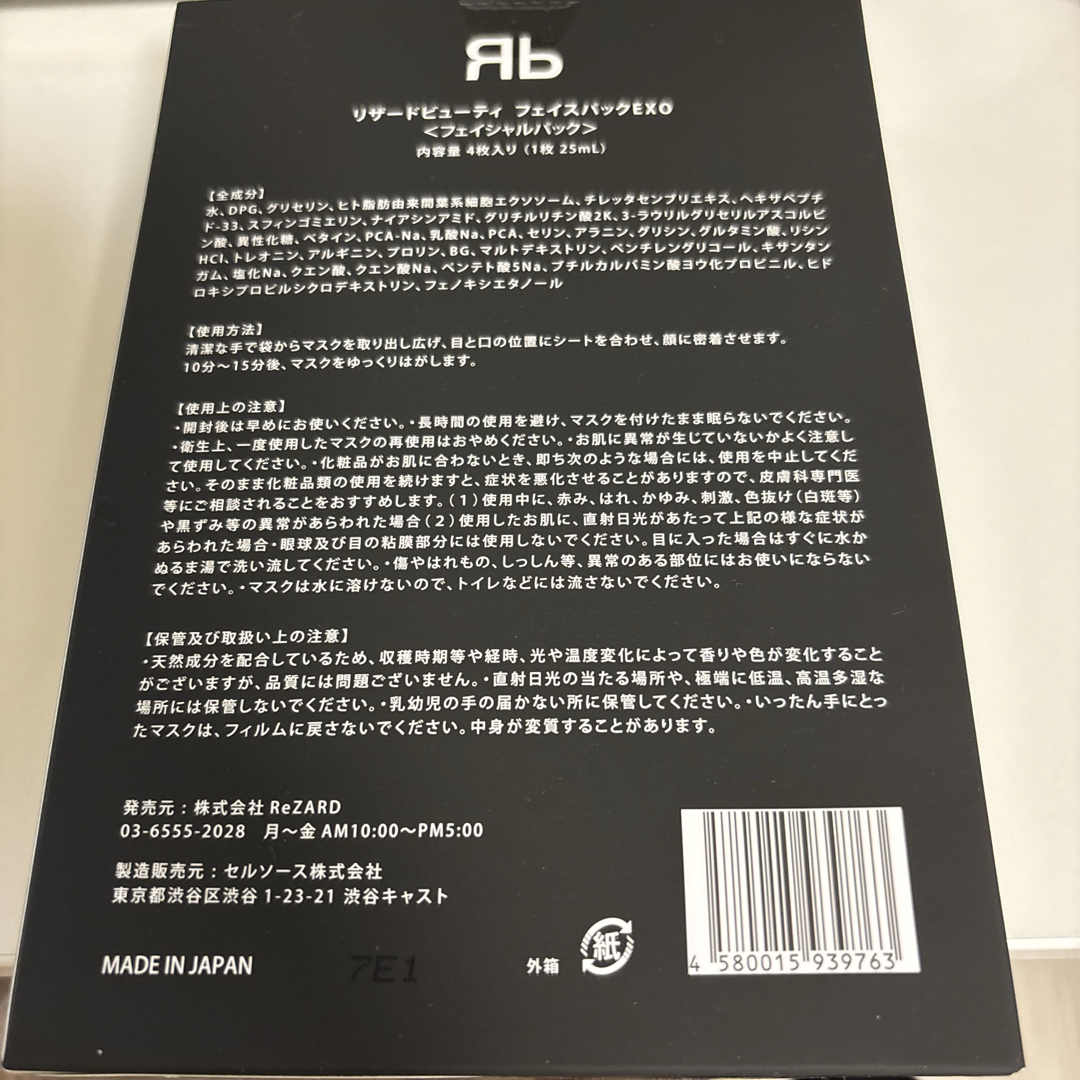 Rb
リザードビューティ フェイスパックEXO
<フェイシャルパック>
内容量 4枚入り (1枚 25mL)
【全成分】
水、DPG、グリセリン、ヒト脂肪由来間葉系細胞エクソソーム、チレッタセンブリエキス、ヘキサペプチ
ド-33、スフィンゴミエリン、ナイアシンアミド、グリチルリチン酸2K、3-ラウリルグリセリルアスコルビ
ン酸、異性化糖、ベタイン、PCA-Na、乳酸Na、PCA、セリン、アラニン、グリシン、グルタミン酸、リシン
HCl、トレオニン、アルギニン、プロリン、BG、マルトデキストリン、ペンチレングリコール、キサンタン
ガム、塩化Na、クエン酸、クエン酸Na、ペンテト酸5Na、ブチルカルバミン酸ヨウ化プロピニル、ヒド
ロキシプロピルシクロデキストリン、フェノキシエタノール
【使用方法】
清潔な手で袋からマスクを取り出し広げ、目と口の位置にシートを合わせ、顔に密着させます。
10分〜15分後、マスクをゆっくりはがします。
【使用上の注意】
・開封後は早めにお使いください。・長時間の使用を避け、マスクを付けたまま眠らないでください。
・衛生上、一度使用したマスクの再使用はおやめください。・お肌に異常が生じていないかよく注意し
て使用してください。・化粧品がお肌に合わないとき、即ち次のような場合には、使用を中止してくだ
さい。そのまま化粧品類の使用を続けますと、症状を悪化させることがありますので、皮膚科専門医
等にご相談されることをおすすめします。(1)使用中に、赤み、はれ、かゆみ、刺激、色抜け(白斑等)
や黒ずみ等の異常があらわれた場合(2)使用したお肌に、直射日光があたって上記の様な症状が
あらわれた場合・眼球及び目の粘膜部分には使用しないでください。目に入った場合はすぐに水か
ぬるま湯で洗い流してください。・傷やはれもの、しっしん等、異常のある部位にはお使いにならない
でください。・マスクは水に溶けないので、トイレなどには流さないでください。
【保管及び取扱い上の注意】
・天然成分を配合しているため、収穫時期等や経時、光や温度変化によって香りや色が変化すること
がございますが、品質には問題ございません。・直射日光の当たる場所や、極端に低温、高温多湿な
場所には保管しないでください。・乳幼児の手の届かない所に保管してください。・いったん手にとっ
たマスクは、フィルムに戻さないでください。中身が変質することがあります。
発売元:株式会社 ReZARD
03-6555-2028 月〜金 AM10:00〜PM5:00
製造販売元:セルソース株式会社
東京都渋谷区渋谷 1-23-21 渋谷キャスト
MADE IN JAPAN
7E1
外箱
紙
4 580015 939763